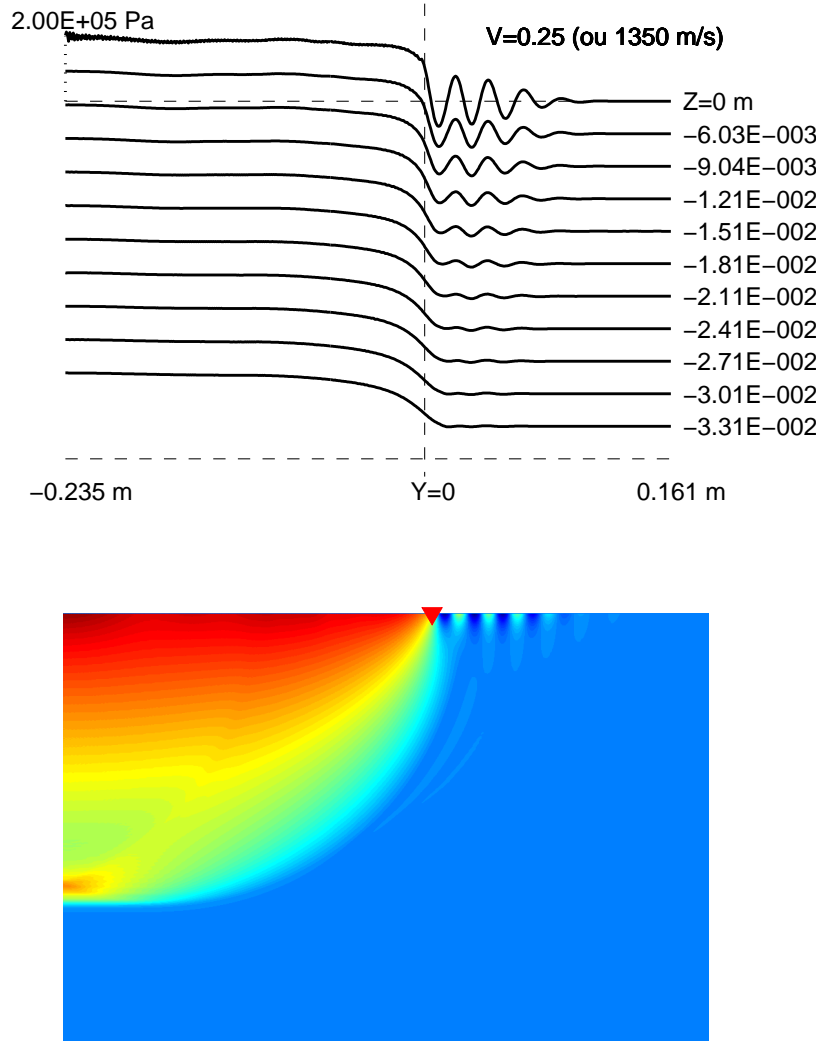 2.00E+05 Pa
V=0.25 (ou 1350 m/s)
Z=0 m
−6.03E−003
−9.04E−003
−1.21E−002
−1.51E−002
−1.81E−002
−2.11E−002
−2.41E−002
−2.71E−002
−3.01E−002
−3.31E−002
−0.235 m
Y=0
0.161 m